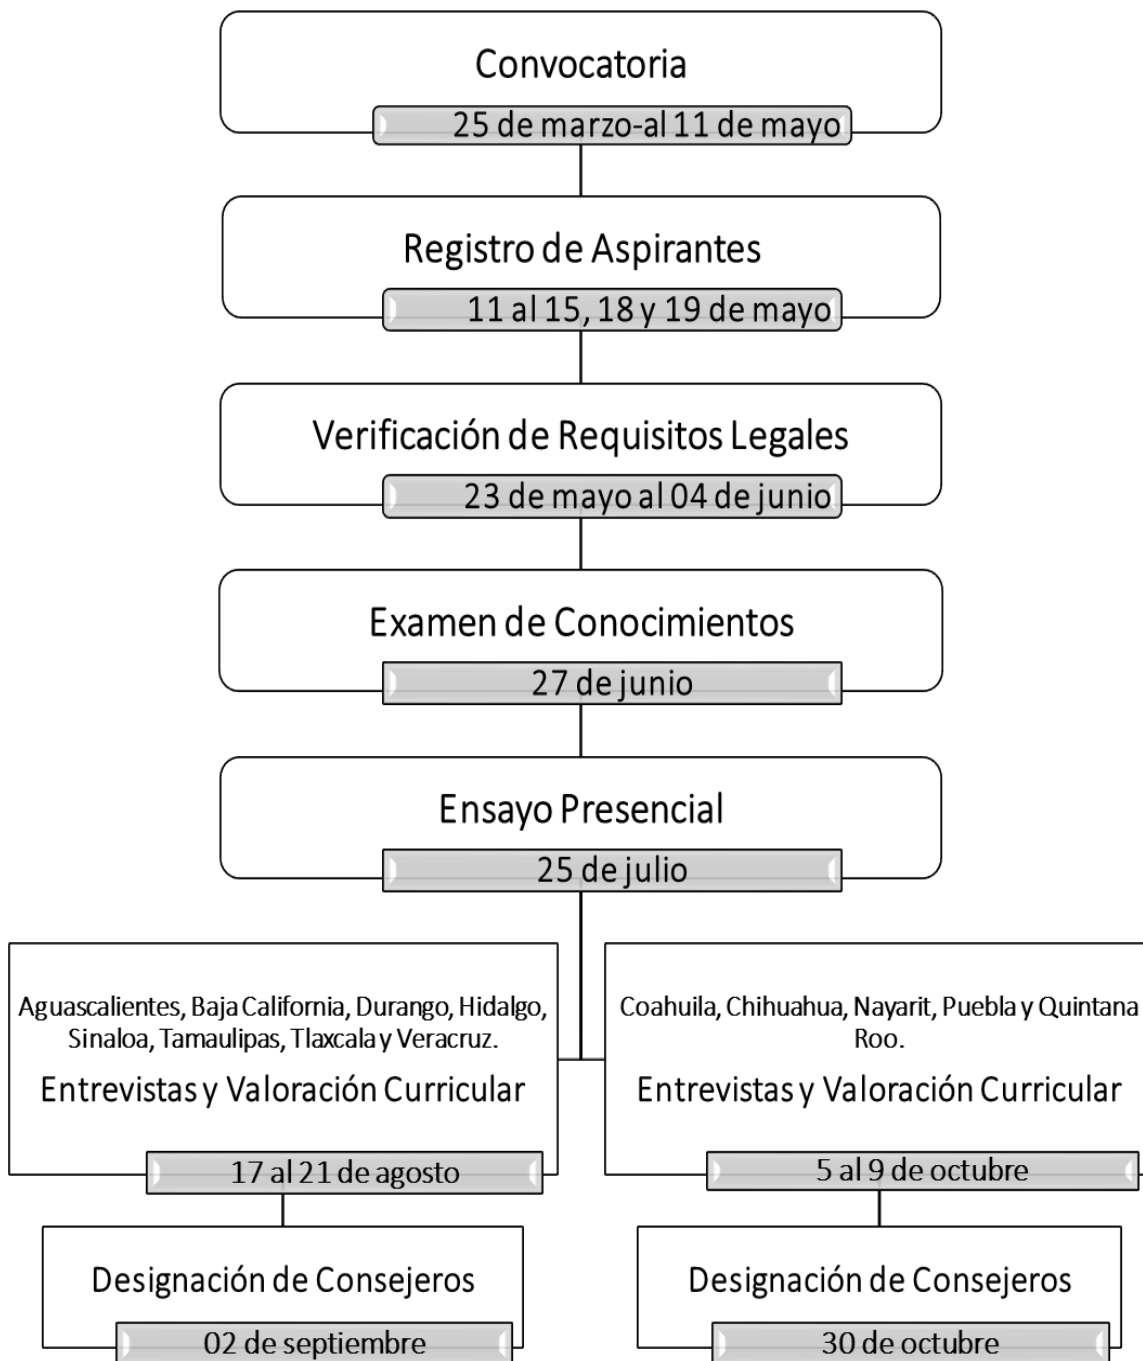 Convocatoria
25 de marzo-al 11 de mayo
Registro de Aspirantes
11 al 15, 18 y 19 de mayo
Verificación de Requisitos Legales
23 de mayo al 04 de junio
Examen de Conocimientos
27 de junio
Ensayo Presencial
25 de julio
Aguascalientes, Baja California, Durango, Hidalgo,
Sinaloa, Tamaulipas, Tlaxcala y Veracruz.
Entrevistas y Valoración Curricular
17 al 21 de agosto
Designación de Consejeros
02 de septiembre
Coahuila, Chihuahua, Nayarit, Puebla y Quintana
Roo.
Entrevistas y Valoración Curricular
5 al 9 de octubre
Designación de Consejeros
30 de octubre